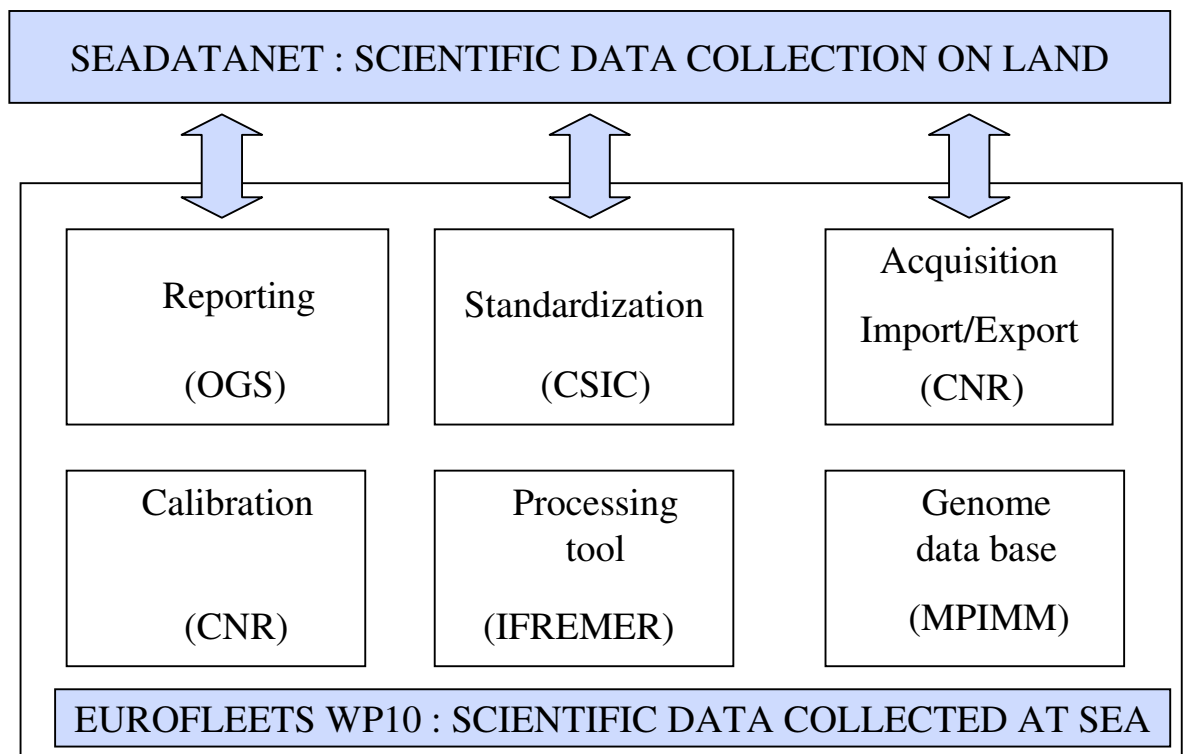 SEADATANET : SCIENTIFIC DATA COLLECTION ON LAND
Reporting
(OGS)
Standardization
(CSIC)
Acquisition
Import/Export
(CNR)
Calibration
(CNR)
Processing
tool
(IFREMER)
Genome
data base
(MPIMM)
EUROFLEETS WP10 : SCIENTIFIC DATA COLLECTED AT SEA